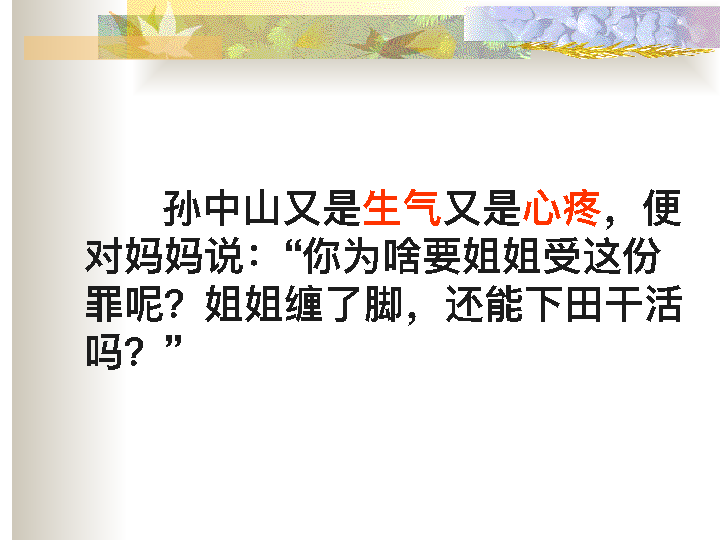 孙中山又是生气又是心疼，便
对妈妈说：“你为啥要姐姐受这份
罪呢？姐姐缠了脚，还能下田干活
吗？”